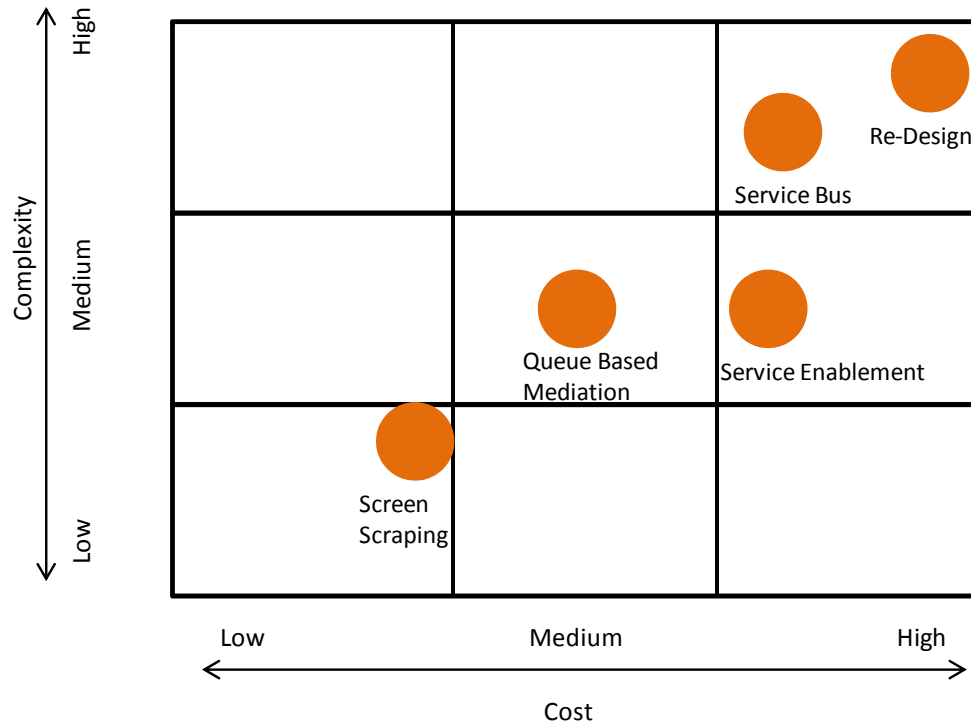 High
Re-Design
Service Bus
Complexity
Medium
Queue Based
Mediation
Service Enablement
Screen
Scraping
Low
Low
Medium
High
Cost